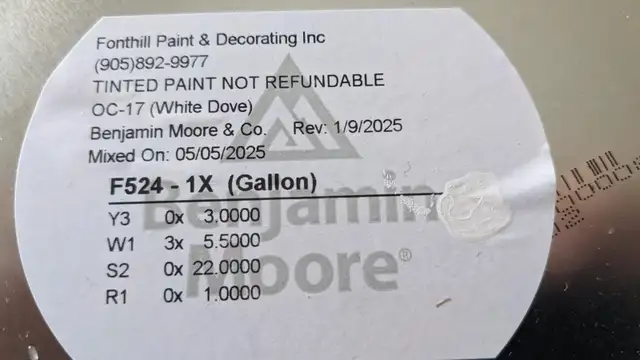 Fonthill Paint & Decorating Inc
(905)892-9977
TINTED PAINT NOT REFUNDABLE
OC-17 (White Dove)
Benjamin Moore & Co. Rev: 1/9/2025
Mixed On: 05/05/2025
F524 - 1X (Gallon)
Y3 0x 3.0000
W1 3x 5.5000
S2 0x 22.0000
R1 0x 1.0000
Benjamin
Moore®